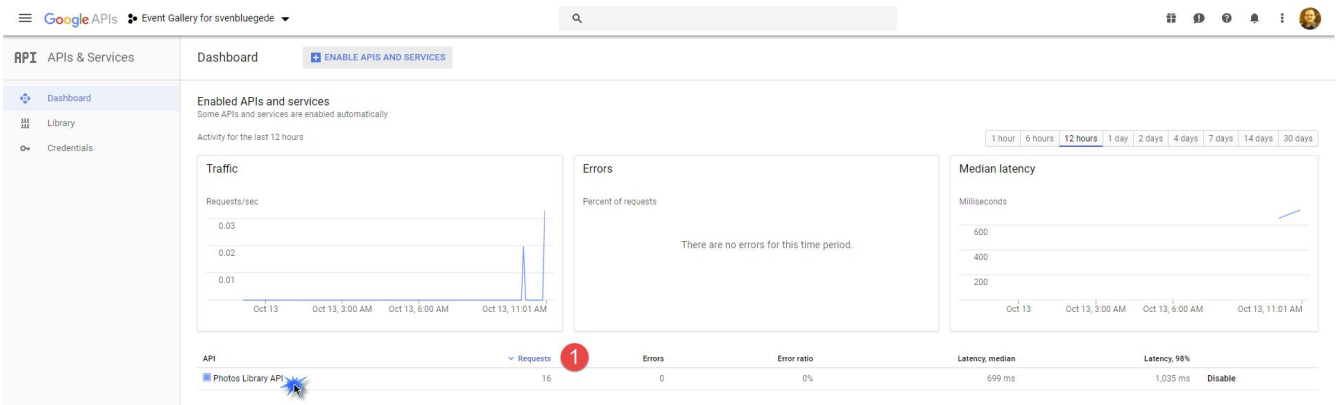 Google APIs Event Gallery for svenbluegede
API APIs & Services
Dashboard ENABLE APIS AND SERVICES
Dashboard
Library
Credentials
Enabled APIs and services
Some APIs and services are enabled automatically
Activity for the last 12 hours
1 hour 6 hours 12 hours 1 day 2 days 4 days 7 days 14 days 30 days
Traffic
Requests/sec
0.03
0.02
0.01
Oct 13 Oct 13, 3:00 AM Oct 13, 6:00 AM Oct 13, 11:01 AM
Errors
Percent of requests
There are no errors for this time period.
Median latency
Milliseconds
600
400
200
Oct 13 Oct 13, 3:00 AM Oct 13, 6:00 AM Oct 13, 11:01 AM
API Requests 1 Errors Error ratio Latency, median Latency, 98%
Photos Library API 16 0 0% 699 ms 1,035 ms Disable